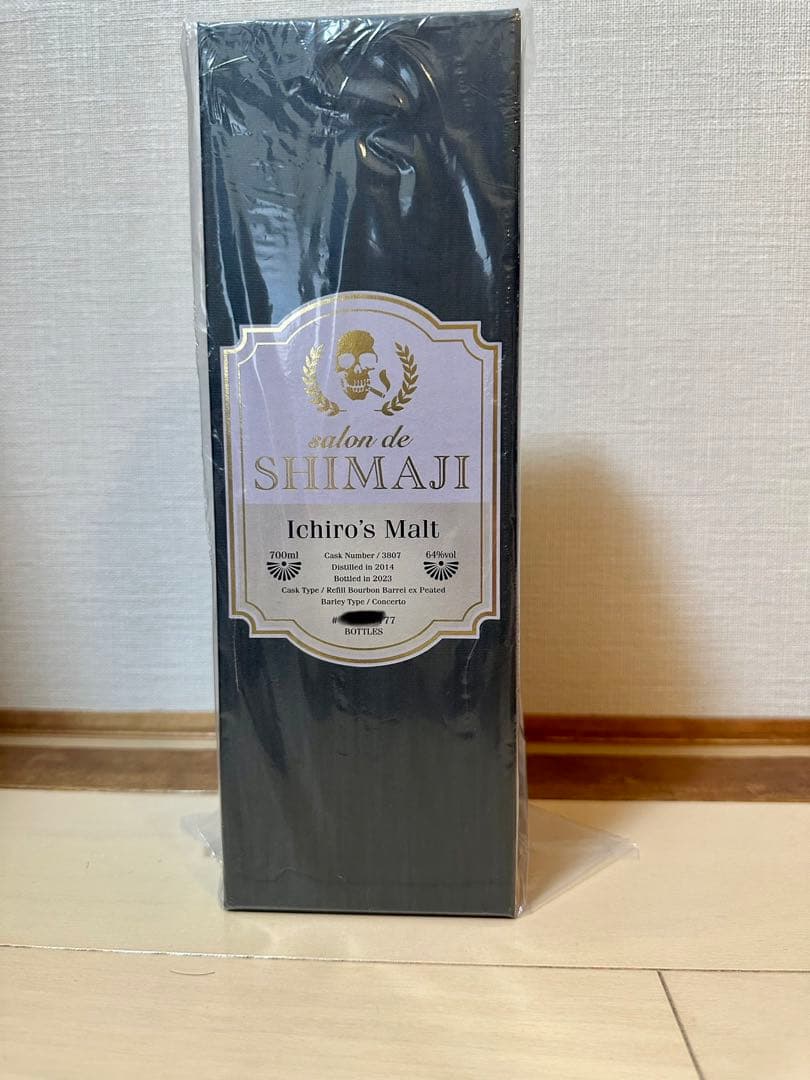 salon de
SHIMAJI
Ichiro's Malt
700ml
Cask Number / 3807
64%vol
Distilled in 2014
Bottled in 2023
Cask Type / Refill Bourbon Barrel ex Peated
Barley Type / Concerto
BOTTLES